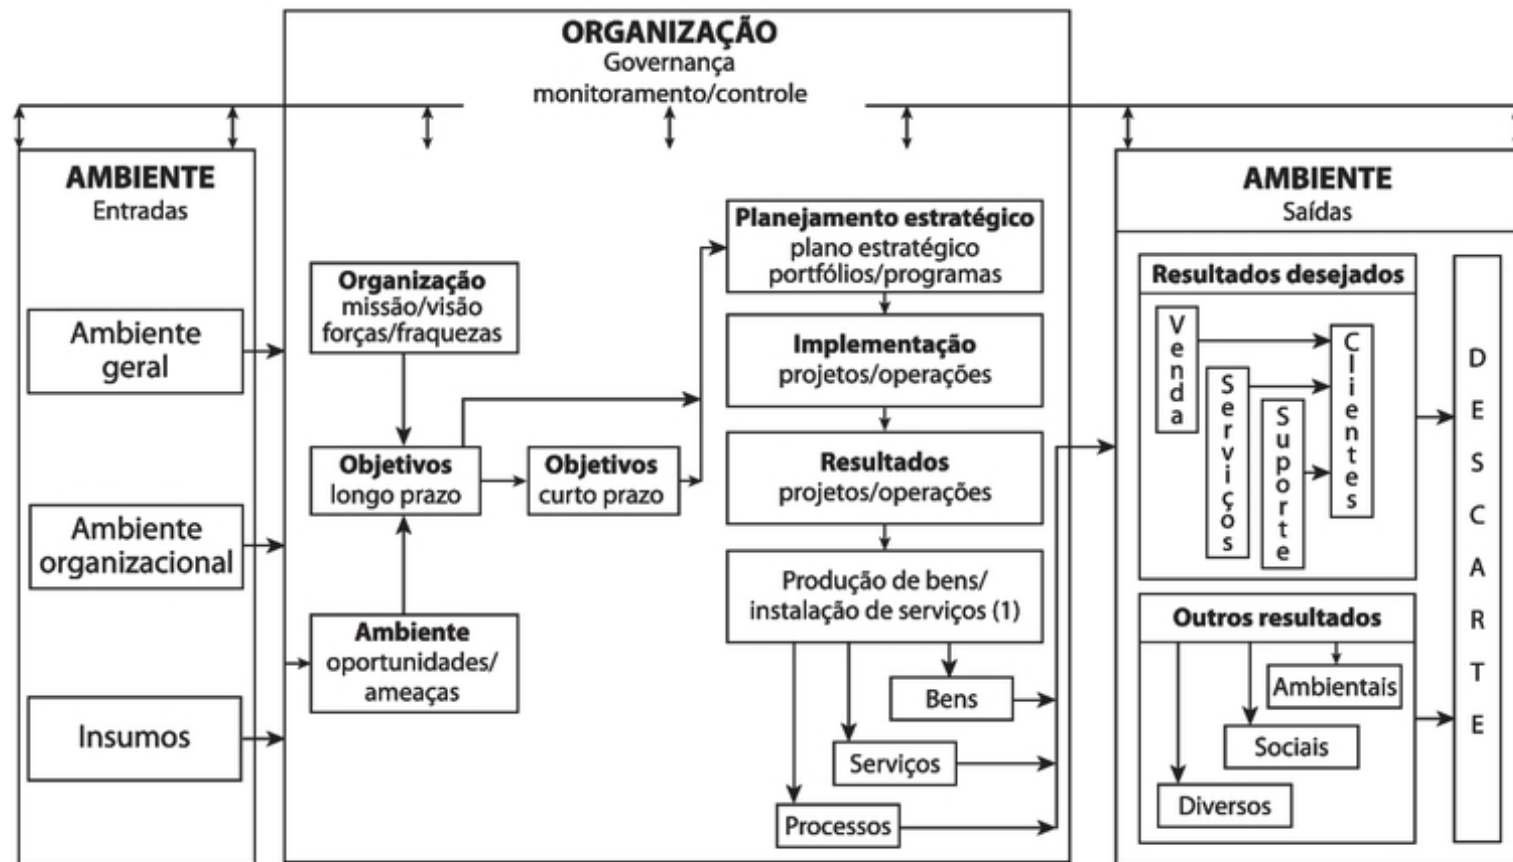 ORGANIZAÇÃO
Governança
monitoramento/controle
AMBIENTE
Entradas
Ambiente
geral
Ambiente
organizacional
Insumos
Organização
missão/visão
forças/fraquezas
Objetivos
longo prazo
Objetivos
curto prazo
Ambiente
oportunidades/
ameaças
Planejamento estratégico
plano estratégico
portfólios/programas
Implementação
projetos/operações
Resultados
projetos/operações
Produção de bens/
instalação de serviços (1)
Bens
Serviços
Processos
AMBIENTE
Saídas
Resultados desejados
Venda
Serviços
Suporte
Clientes
Outros resultados
Ambientais
Sociais
Diversos
DESCARTE